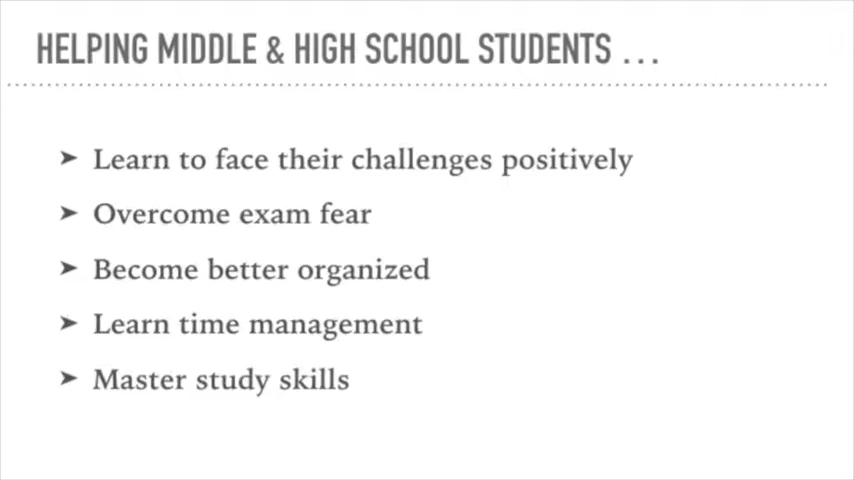 HELPING MIDDLE & HIGH SCHOOL STUDENTS ...
➤ Learn to face their challenges positively
➤ Overcome exam fear
➤ Become better organized
➤ Learn time management
➤ Master study skills